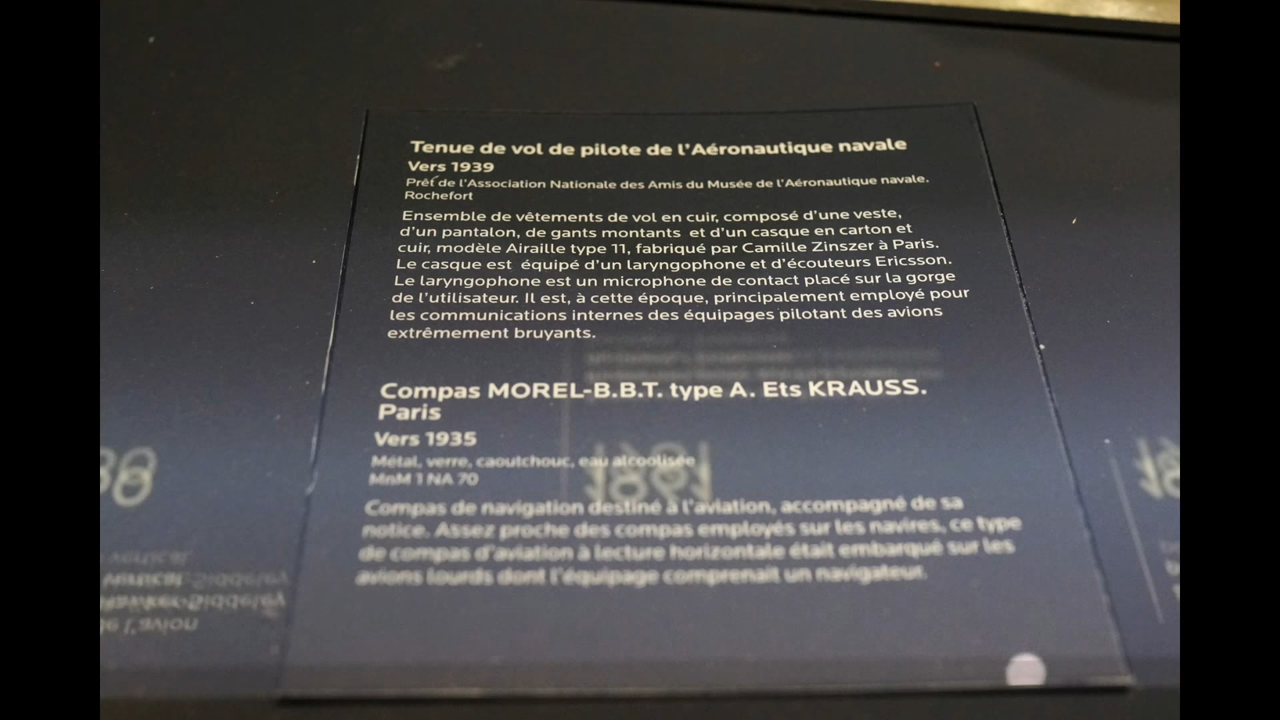 Tenue de vol de pilote de l'Aéronautique navale
Vers 1939
Prêt de l'Association Nationale des Amis du Musée de l'Aéronautique navale.
Rochefort
Ensemble de vêtements de vol en cuir, composé d'une veste,
d'un pantalon, de gants montants et d'un casque en carton et
cuir, modèle Airaille type 11, fabriqué par Camille Zinszer à Paris.
Le casque est équipé d'un laryngophone et d'écouteurs Ericsson.
Le laryngophone est un microphone de contact placé sur la gorge
de l'utilisateur. Il est, à cette époque, principalement employé pour
les communications internes des équipages pilotant des avions
extrêmement bruyants.
Compas MOREL-B.B.T. type A. Ets KRAUSS.
Paris
Vers 1935
Métal, verre, caoutchouc, eau alcoolisée
MnM 1 NA 70
Compas de navigation destiné à l'aviation, accompagné de sa
notice. Assez proche des compas employés sur les navires, ce type
de compas d'aviation à lecture horizontale était embarqué sur les
avions lourds dont l'équipage comprenait un navigateur.